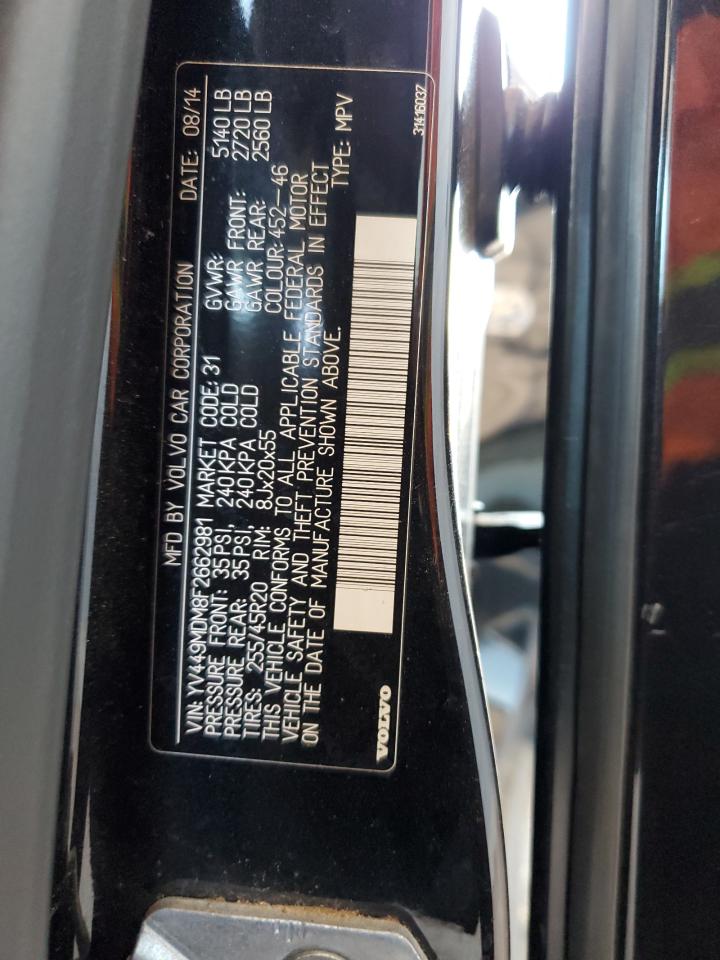 MFD BY VOLVO CAR CORPORATION DATE: 08/14
VIN: YV449MDM8F2662981 MARKET CODE: 31 GVWR: 5140 LB
PRESSURE FRONT: 35PSI, 240KPA COLD GAWR FRONT: 2720 LB
PRESSURE REAR: 35PSI, 240KPA COLD GAWR REAR: 2560 LB
TIRES: 255/45R20 RIM: 8Jx20x55 COLOUR: 452-46
THIS VEHICLE CONFORMS TO ALL APPLICABLE FEDERAL MOTOR
VEHICLE SAFETY AND THEFT PREVENTION STANDARDS IN EFFECT
ON THE DATE OF MANUFACTURE SHOWN ABOVE.
TYPE: MPV
VOLVO
31416037